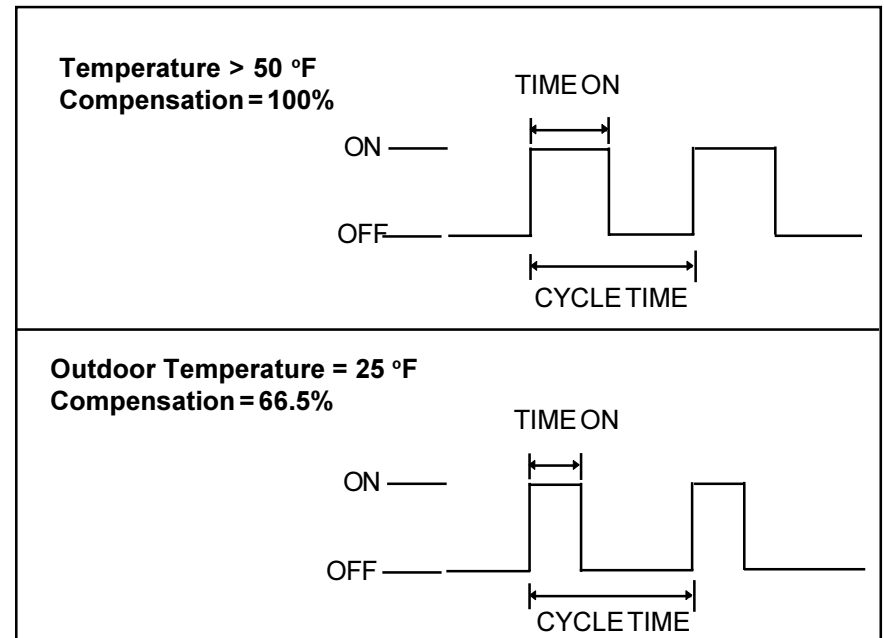 Temperature > 50 °F
Compensation = 100%
TIME ON
ON
OFF
CYCLE TIME
Outdoor Temperature = 25 °F
Compensation = 66.5%
TIME ON
ON
OFF
CYCLE TIME